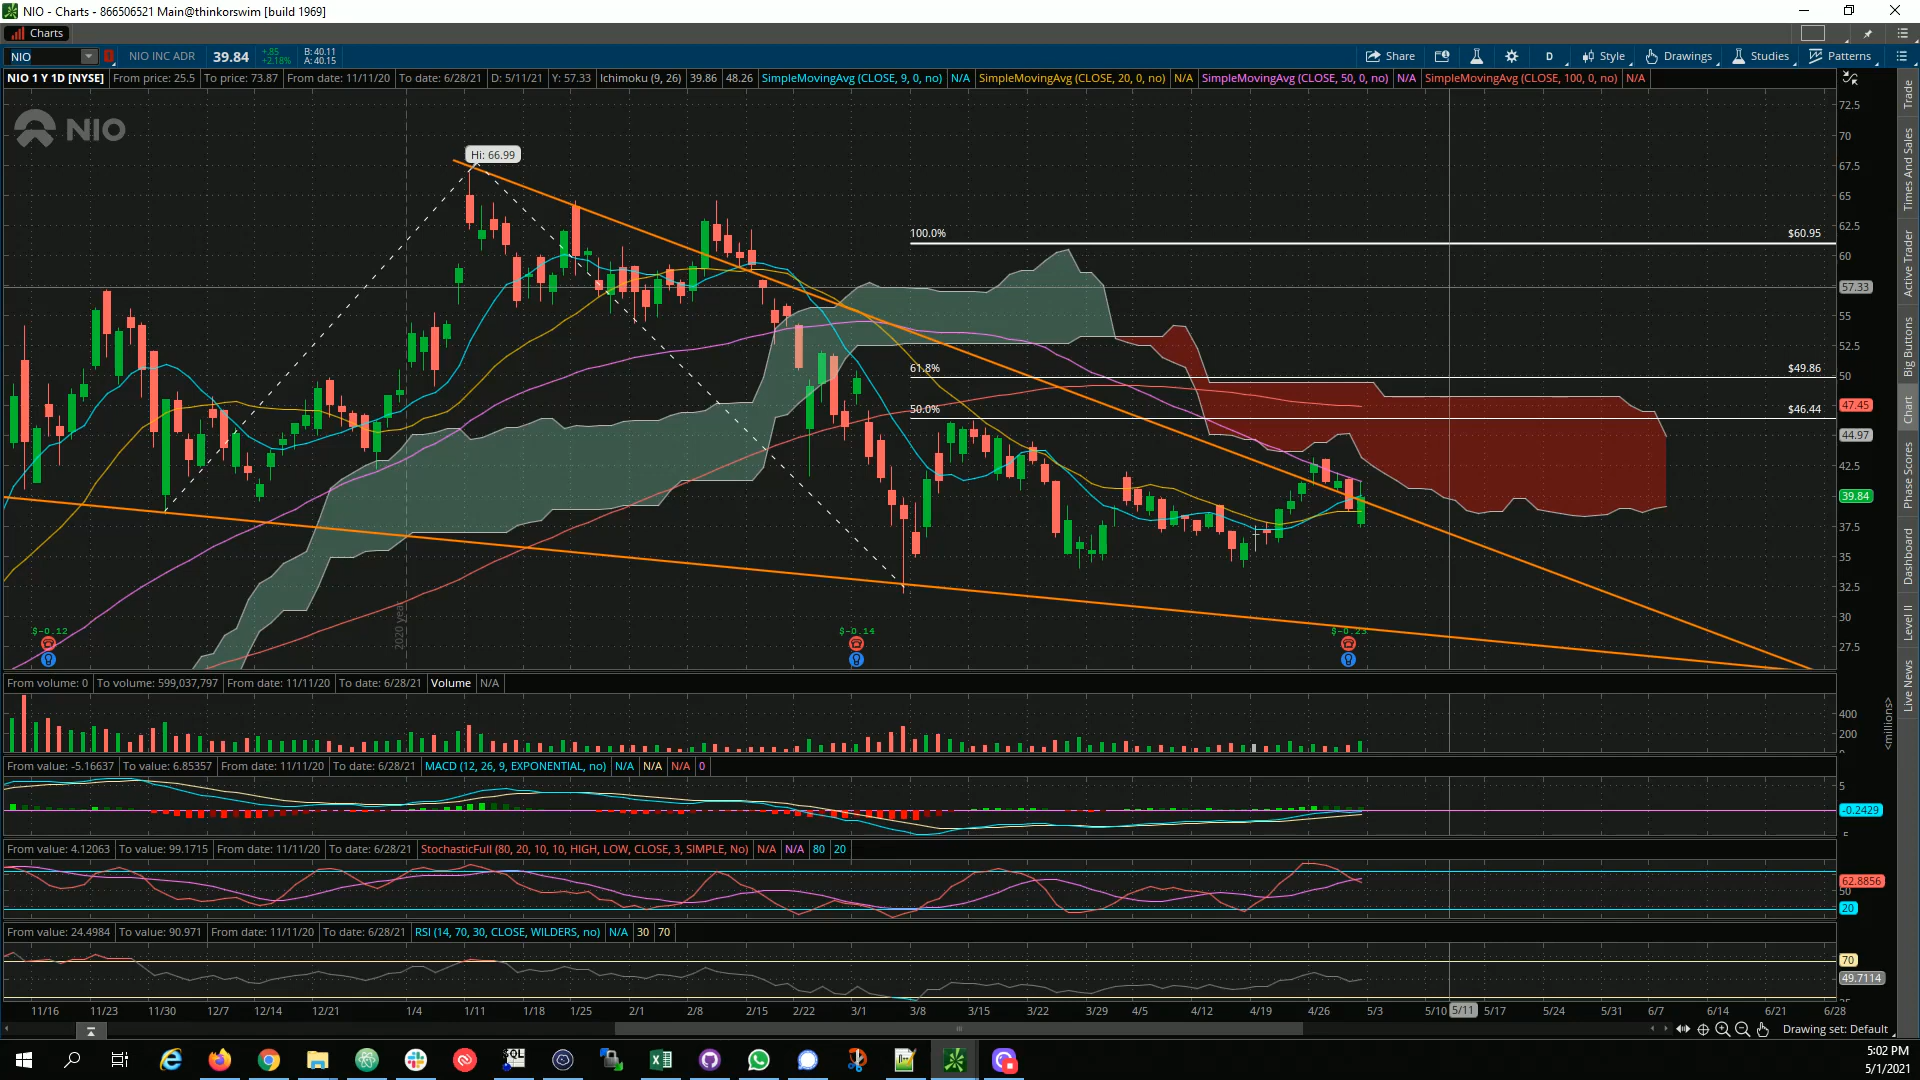 NIO - Charts - 866506521 Main@thinkorswim [build 1969]
Charts
NIO NIO INC ADR 39.84 +.85 +2.18% B: 40.11 A: 40.15 Share D Style Drawings Studies Patterns
NIO 1 Y 1D [NYSE] From price: 25.5 To price: 73.87 From date: 11/11/20 To date: 6/28/21 D: 5/11/21 Y: 57.33 Ichimoku (9, 26) 39.86 48.26 SimpleMovingAvg (CLOSE, 9, 0, no) N/A SimpleMovingAvg (CLOSE, 20, 0, no) N/A SimpleMovingAvg (CLOSE, 50, 0, no) N/A SimpleMovingAvg (CLOSE, 100, 0, no) N/A
NIO
Hi: 66.99
100.0% $60.95
61.8% $49.86
50.0% $46.44
72.5
70
67.5
65
62.5
60
57.33
55
52.5
50
47.45
44.97
42.5
39.84
37.5
35
32.5
30
27.5
2020 year
$-0.12 $-0.14 $-0.23
From volume: 0 To volume: 599,037,797 From date: 11/11/20 To date: 6/28/21 Volume N/A
400
200
<millions>
From value: -5.16637 To value: 6.85357 From date: 11/11/20 To date: 6/28/21 MACD (12, 26, 9, EXPONENTIAL, no) N/A N/A N/A 0
5
-0.2429
From value: 4.12063 To value: 99.1715 From date: 11/11/20 To date: 6/28/21 StochasticFull (80, 20, 10, 10, HIGH, LOW, CLOSE, 3, SIMPLE, No) N/A N/A 80 20
62.8856
50
20
From value: 24.4984 To value: 90.971 From date: 11/11/20 To date: 6/28/21 RSI (14, 70, 30, CLOSE, WILDERS, no) N/A 30 70
70
49.7114
11/16 11/23 11/30 12/7 12/14 12/21 1/4 1/11 1/18 1/25 2/1 2/8 2/15 2/22 3/1 3/8 3/15 3/22 3/29 4/5 4/12 4/19 4/26 5/3 5/10 5/11 5/17 5/24 5/31 6/7 6/14 6/21 6/28
Drawing set: Default
Trade
Times And Sales
Active Trader
Big Buttons
Chart
Phase Scores
Dashboard
Level II
Live News
SQL
5:02 PM
5/1/2021